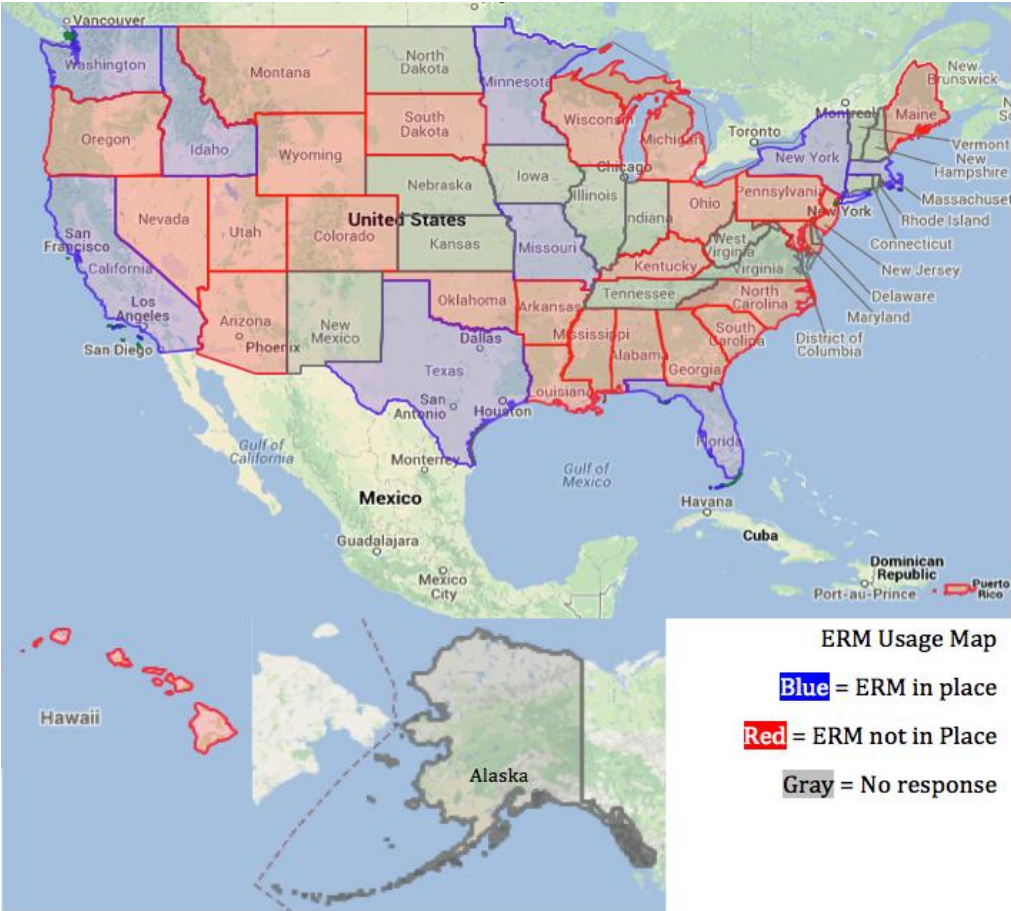 Vancouver
Washington
Montana
North
Dakota
Minnesota
Oregon
Idaho
Wyoming
South
Dakota
Wisconsin
Michigan
Toronto
Montreal
Maine
New
Brunswick
Vermont
New
Hampshire
New York
Massachuset
Rhode Island
Connecticut
New York
New Jersey
Delaware
Maryland
District of
Columbia
Nebraska
Iowa
Chicago
Illinois
Indiana
Ohio
Pennsylvania
San
Francisco
Nevada
Utah
Colorado
United States
Kansas
Missouri
West
Virginia
Virginia
Kentucky
California
Los
Angeles
San Diego
Arizona
Phoenix
New
Mexico
Oklahoma
Arkansas
Tennessee
North
Carolina
South
Carolina
Mississippi
Alabama
Georgia
Dallas
Texas
San
Antonio
Houston
Louisiana
Florida
Gulf of
California
Monterrey
Gulf of
Mexico
Mexico
Havana
Cuba
Guadalajara
Mexico
City
Dominican
Republic
Port-au-Prince
Puerto
Rico
Hawaii
Alaska
ERM Usage Map
Blue = ERM in place
Red = ERM not in Place
Gray = No response